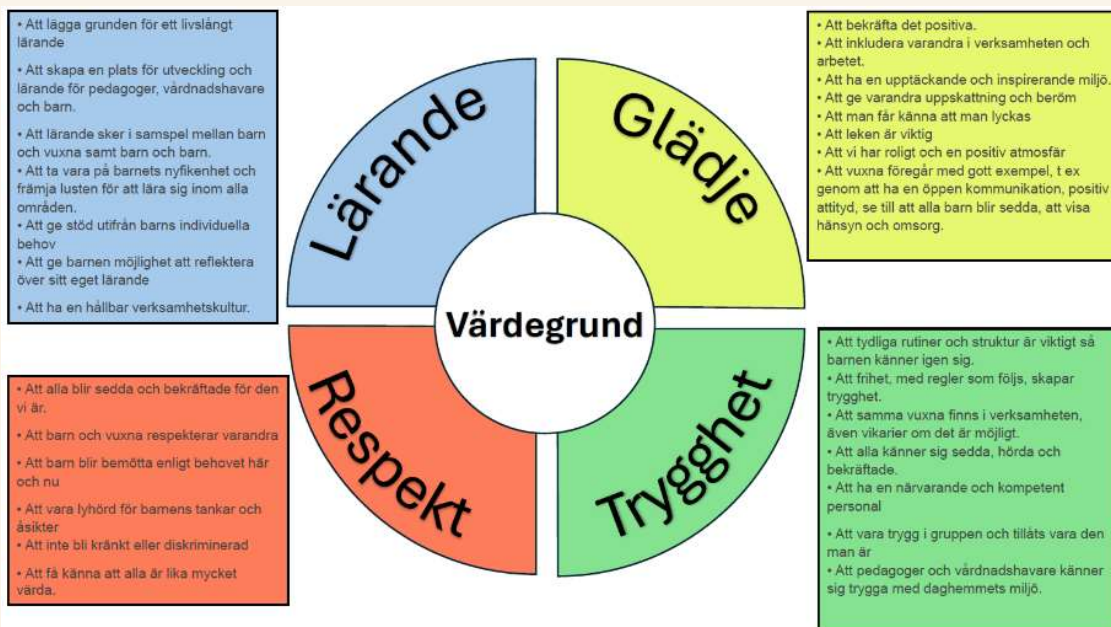 • Att lägga grunden för ett livslångt
lärande
• Att skapa en plats för utveckling och
lärande för pedagoger, vårdnadshavare
och barn.
• Att lärande sker i samspel mellan barn
och vuxna samt barn och barn.
• Att ta vara på barnets nyfikenhet och
främja lusten för att lära sig inom alla
områden.
• Att ge stöd utifrån barns individuella
behov
• Att ge barnen möjlighet att reflektera
över sitt eget lärande
• Att ha en hållbar verksamhetskultur.
Lärande
Glädje
• Att bekräfta det positiva.
• Att inkludera varandra i verksamheten och
arbetet.
• Att ha en upptäckande och inspirerande miljö.
• Att ge varandra uppskattning och beröm
• Att man får känna att man lyckas
• Att leken är viktig
• Att vi har roligt och en positiv atmosfär
• Att vuxna föregår med gott exempel, t ex
genom att ha en öppen kommunikation, positiv
attityd, se till att alla barn blir sedda, att visa
hänsyn och omsorg.
Värdegrund
• Att alla blir sedda och bekräftade för den
vi är.
• Att barn och vuxna respekterar varandra
• Att barn blir bemötta enligt behovet här
och nu
• Att vara lyhörd för barnens tankar och
åsikter
• Att inte bli kränkt eller diskriminerad
• Att få känna att alla är lika mycket
värda.
Respekt
Trygghet
• Att tydliga rutiner och struktur är viktigt så
barnen känner igen sig.
• Att frihet, med regler som följs, skapar
trygghet.
• Att samma vuxna finns i verksamheten,
även vikarier om det är möjligt.
• Att alla känner sig sedda, hörda och
bekräftade.
• Att ha en närvarande och kompetent
personal
• Att vara trygg i gruppen och tillåts vara den
man är
• Att pedagoger och vårdnadshavare känner
sig trygga med daghemmets miljö.